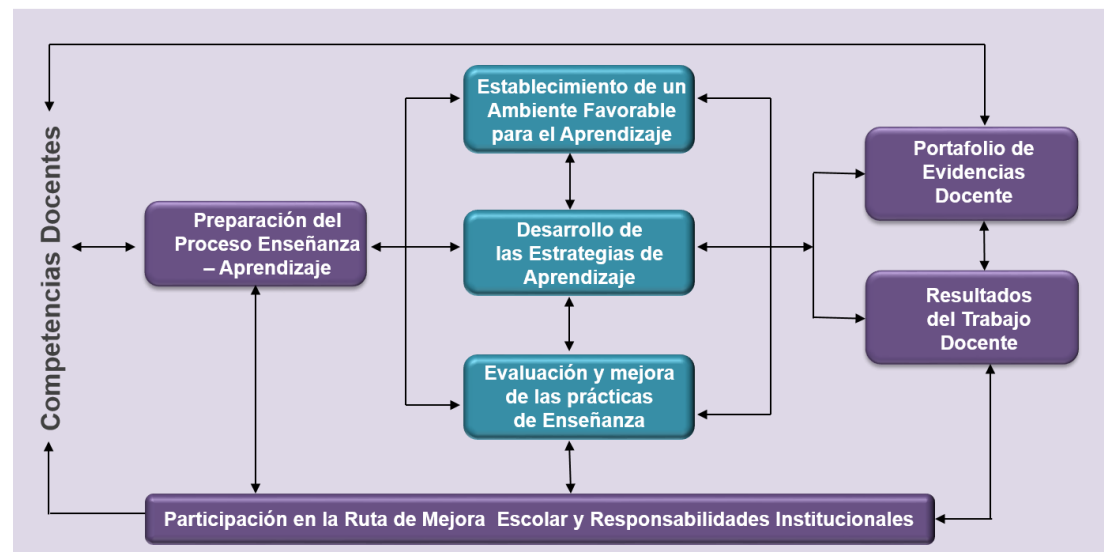 Competencias Docentes
Preparación del
Proceso Enseñanza
– Aprendizaje
Establecimiento de un
Ambiente Favorable
para el Aprendizaje
Desarrollo de
las Estrategias de
Aprendizaje
Evaluación y mejora
de las prácticas
de Enseñanza
Portafolio de
Evidencias
Docente
Resultados
del Trabajo
Docente
Participación en la Ruta de Mejora Escolar y Responsabilidades Institucionales